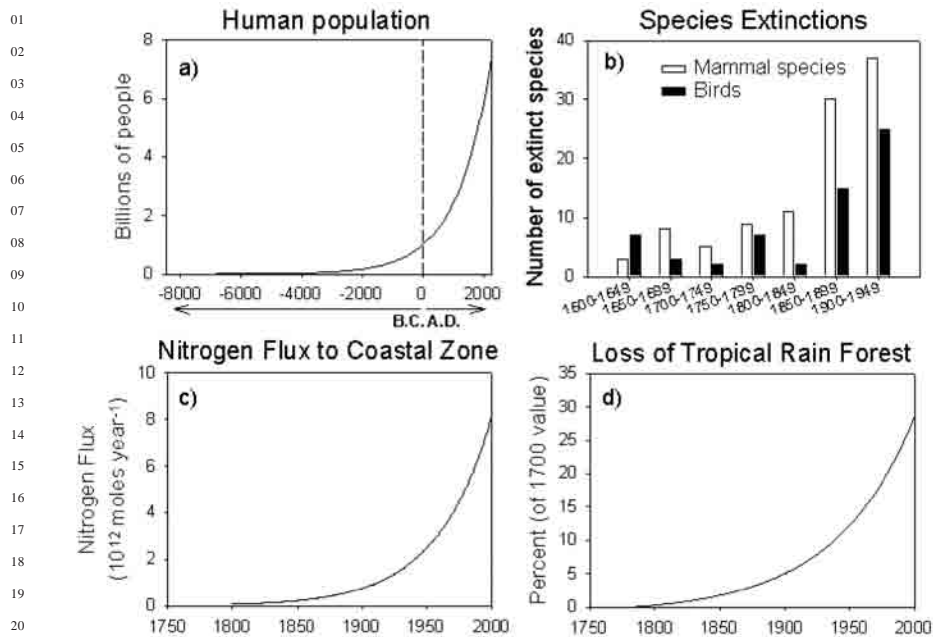 01
02
03
04
05
06
07
08
09
10
11
12
13
14
15
16
17
18
19
20
Human population
a)
Billions of people
8
6
4
2
0
-8000 -6000 -4000 -2000 0 2000
B.C. A.D.
Species Extinctions
b)
Mammal species
Birds
Number of extinct species
40
30
20
10
0
1600-1649 1650-1699 1700-1749 1750-1799 1800-1849 1850-1899 1900-1949
Nitrogen Flux to Coastal Zone
c)
Nitrogen Flux
(10¹² moles year⁻¹)
10
8
6
4
2
0
1750 1800 1850 1900 1950 2000
Loss of Tropical Rain Forest
d)
Percent (of 1700 value)
35
30
25
20
15
10
5
0
1750 1800 1850 1900 1950 2000